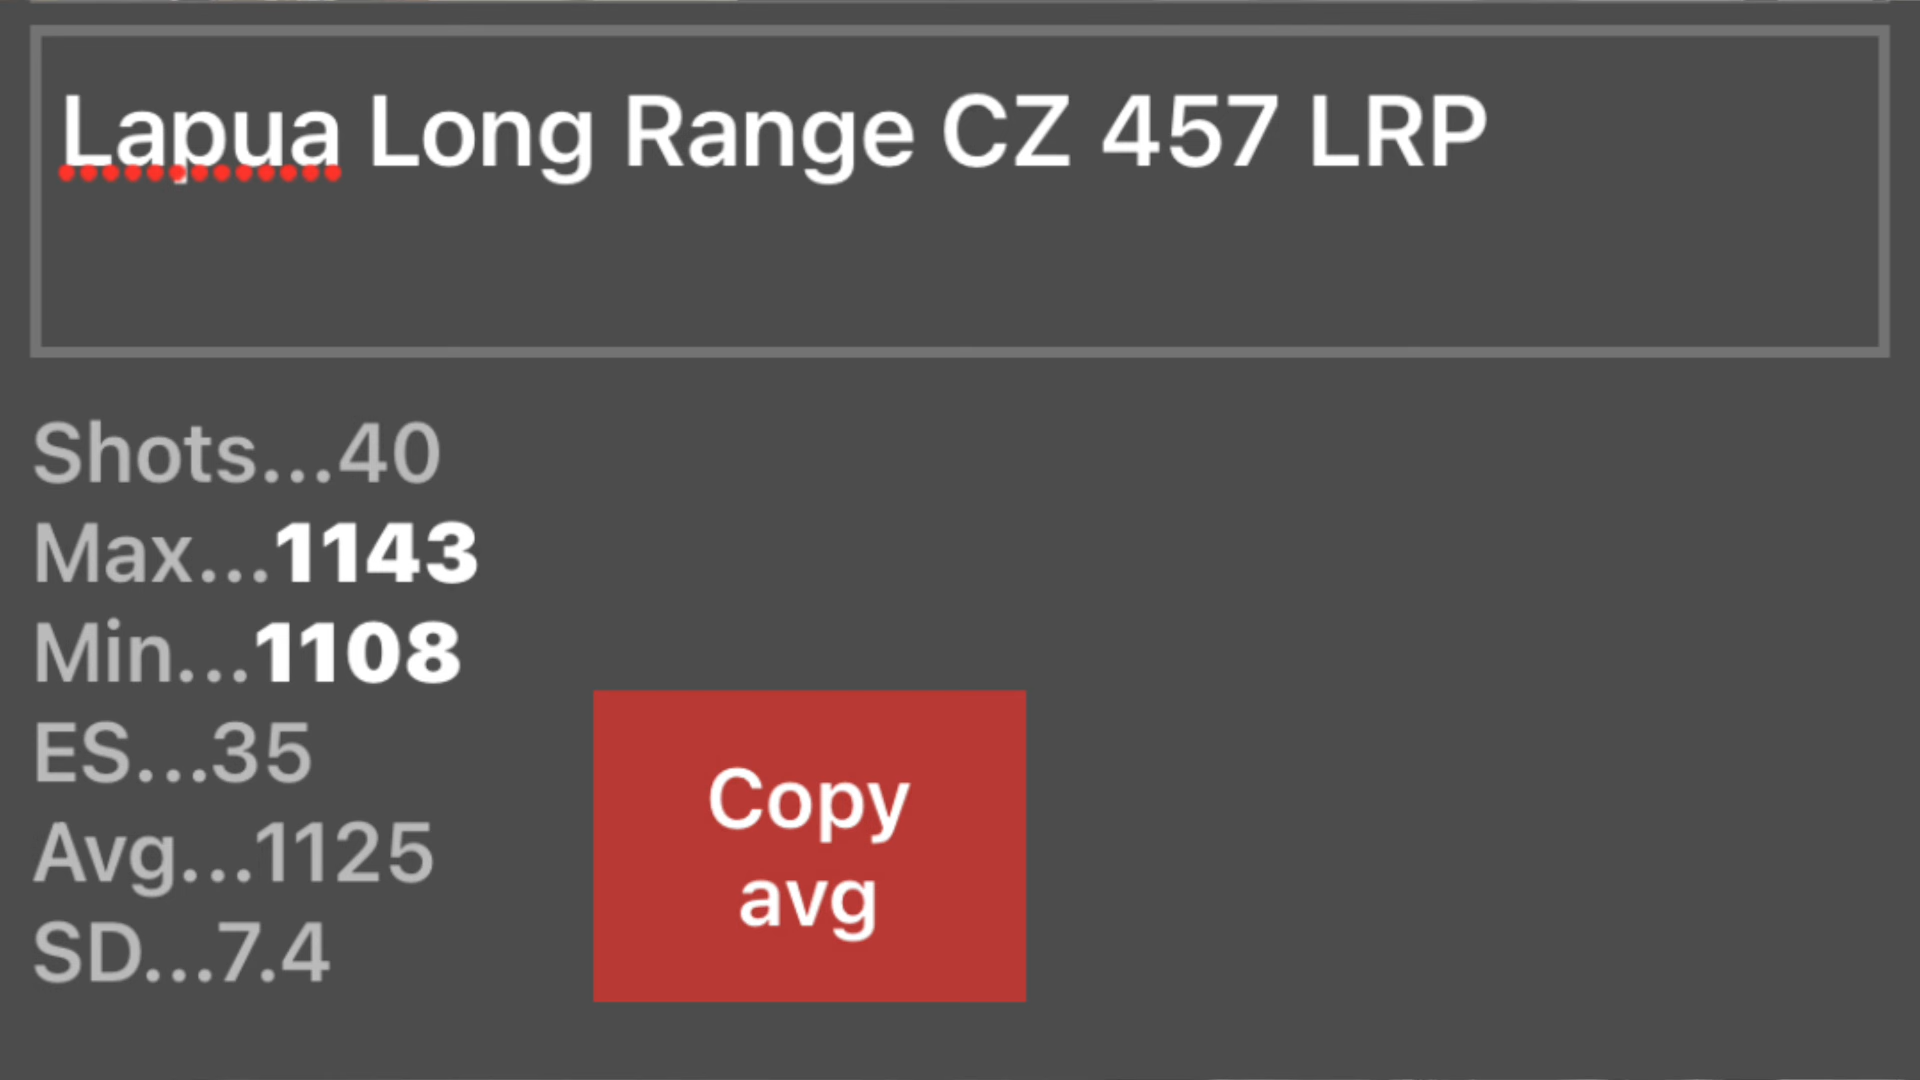 Lapua Long Range CZ 457 LRP
Shots...40
Max...1143
Min...1108
ES...35
Avg...1125
SD...7.4
Copy
avg